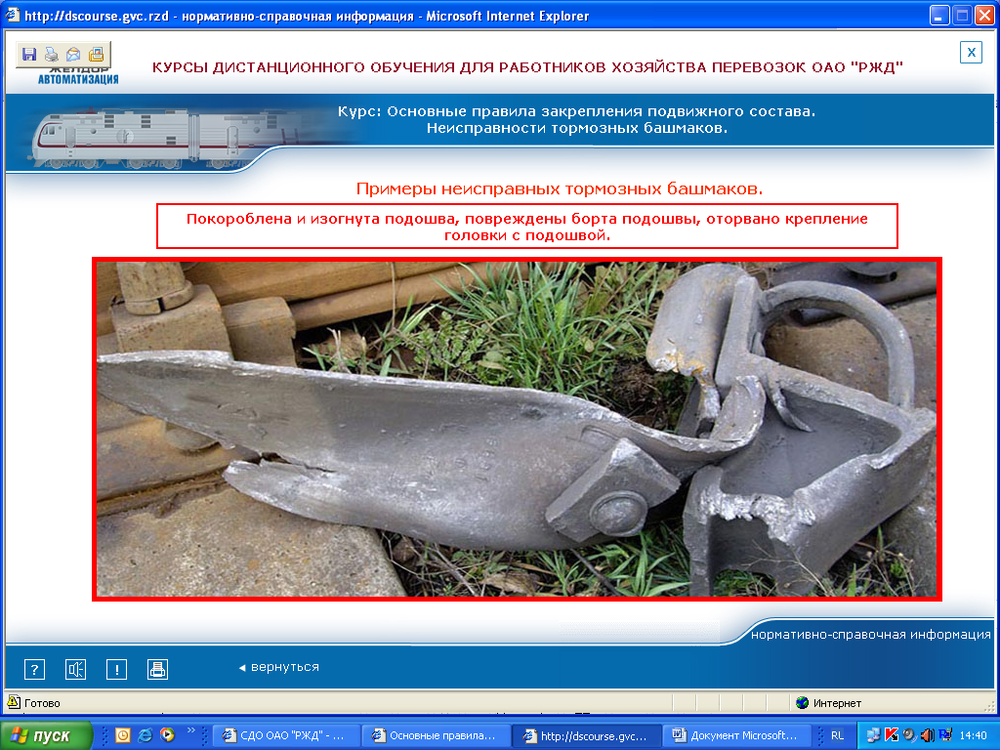 http://dscourse.gvc.rzd - нормативно-справочная информация - Microsoft Internet Explorer
ЖЕЛДОР
АВТОМАТИЗАЦИЯ
КУРСЫ ДИСТАНЦИОННОГО ОБУЧЕНИЯ ДЛЯ РАБОТНИКОВ ХОЗЯЙСТВА ПЕРЕВОЗОК ОАО "РЖД"
X
Курс: Основные правила закрепления подвижного состава.
Неисправности тормозных башмаков.
Примеры неисправных тормозных башмаков.
Покороблена и изогнута подошва, повреждены борта подошвы, оторвано крепление
головки с подошвой.
нормативно-справочная информация
? ! ◄ вернуться
Готово
Интернет
пуск
»
СДО ОАО "РЖД" - ...
Основные правила...
http://dscourse.gvc...
Документ Microsoft...
RL
14:40